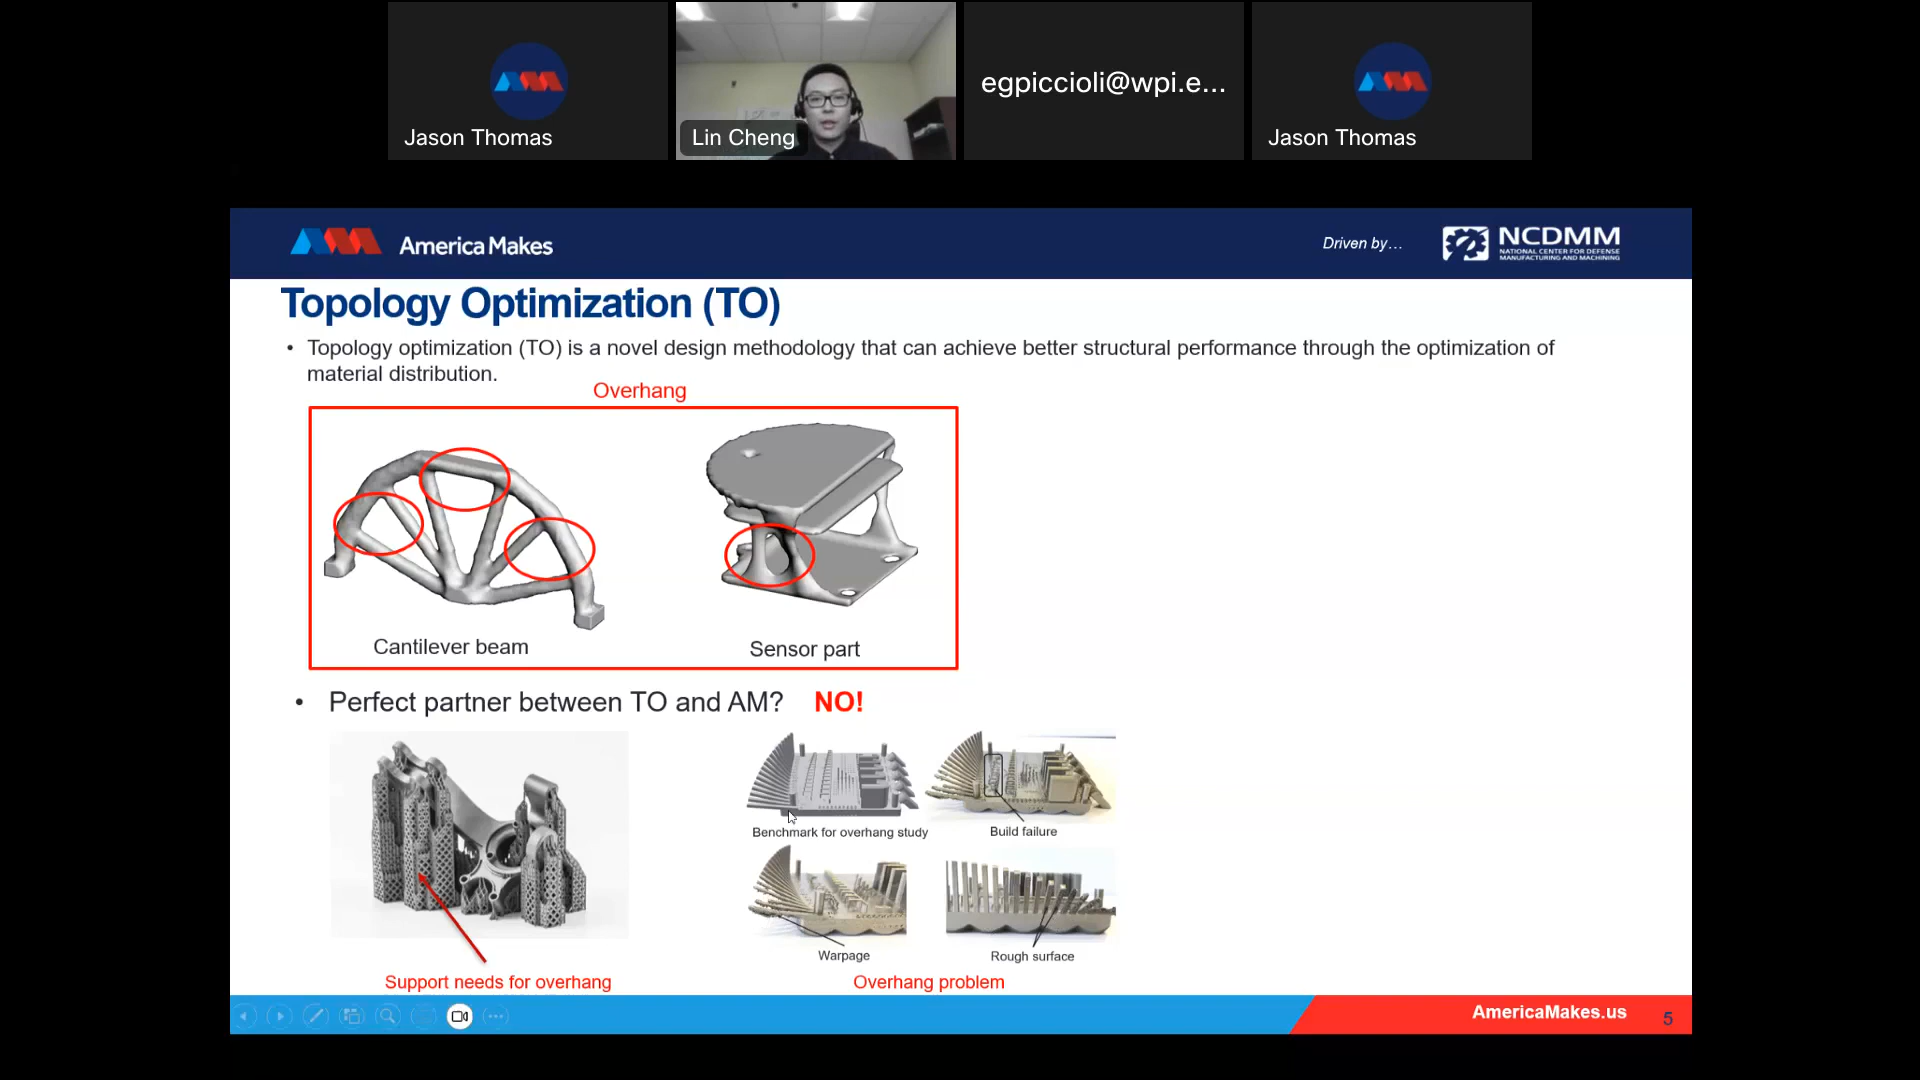 Jason Thomas
Lin Cheng
egpiccioli@wpi.e...
Jason Thomas
America Makes
Driven by...
NCDMM
NATIONAL CENTER FOR DEFENSE
MANUFACTURING AND MACHINING
Topology Optimization (TO)
• Topology optimization (TO) is a novel design methodology that can achieve better structural performance through the optimization of
material distribution.
Overhang
Cantilever beam
Sensor part
• Perfect partner between TO and AM? NO!
Benchmark for overhang study
Build failure
Warpage
Rough surface
Support needs for overhang
Overhang problem
AmericaMakes.us
5